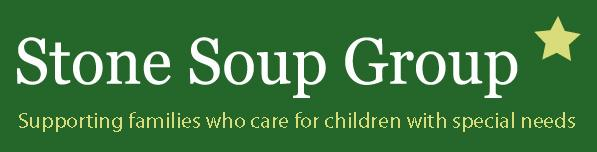 Stone Soup Group
Supporting families who care for children with special needs